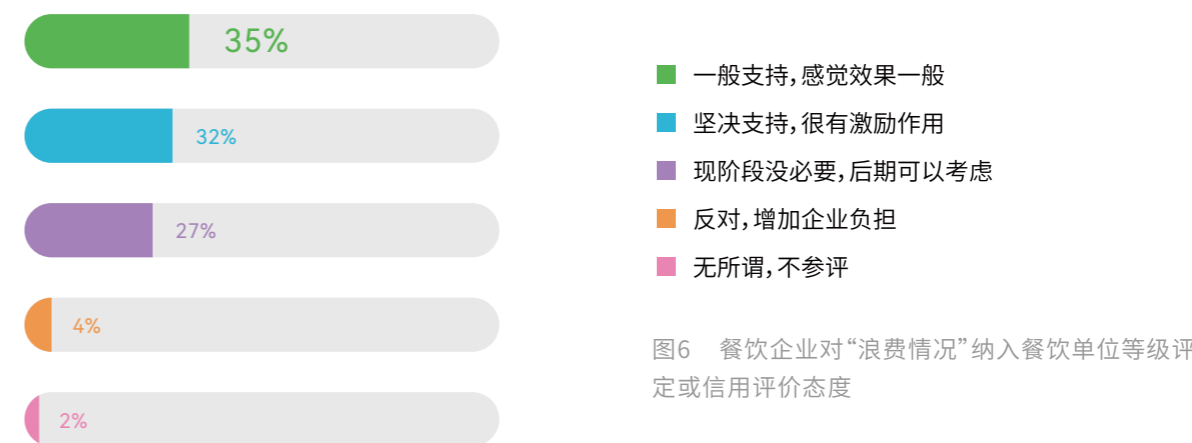 35%
32%
27%
4%
2%
一般支持，感觉效果一般
坚决支持，很有激励作用
现阶段没必要，后期可以考虑
反对，增加企业负担
无所谓，不参评
图6　餐饮企业对“浪费情况”纳入餐饮单位等级评
定或信用评价态度